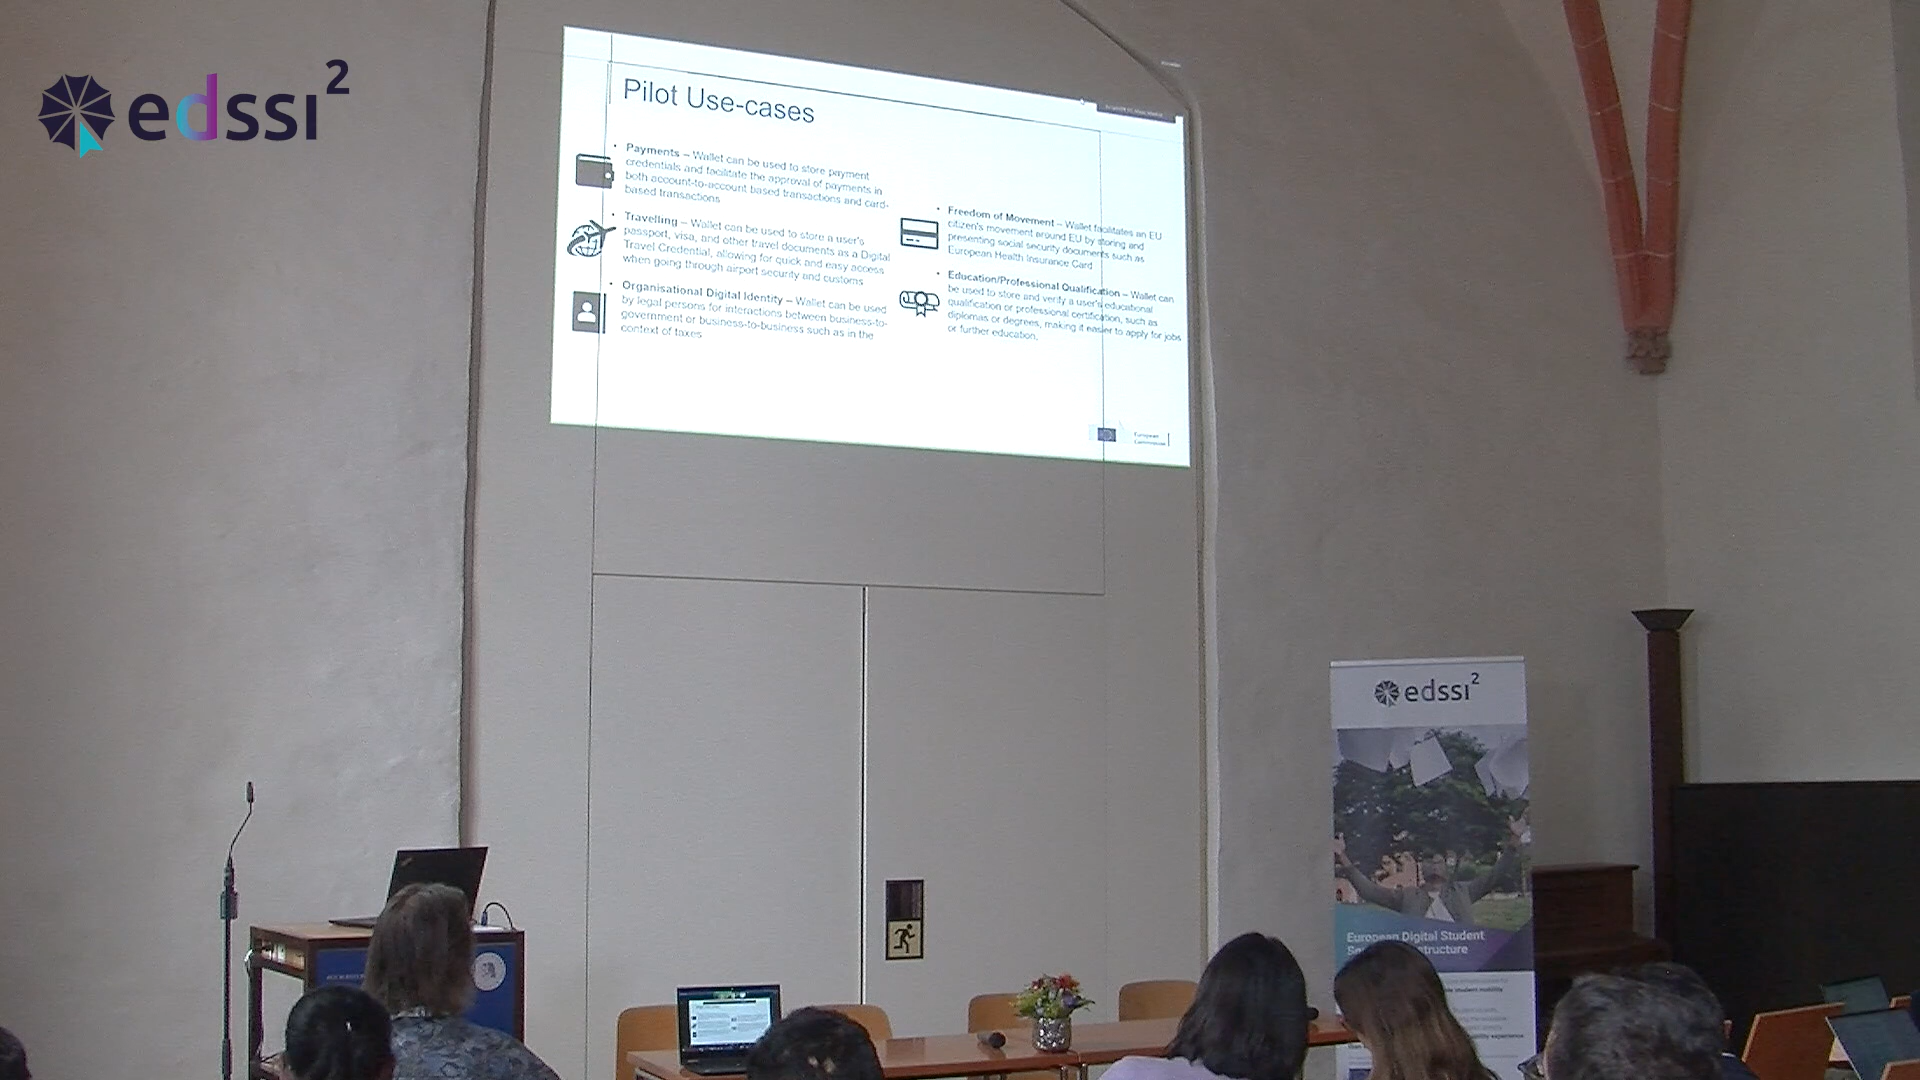 edssi²
Pilot Use-cases
• Payments – Wallet can be used to store payment
credentials and facilitate the approval of payments in
both account-to-account based transactions and card-
based transactions
• Travelling – Wallet can be used to store a user's
passport, visa, and other travel documents as a Digital
Travel Credential, allowing for quick and easy access
when going through airport security and customs
• Organisational Digital Identity – Wallet can be used
by legal persons for interactions between business-to-
government or business-to-business such as in the
context of taxes
• Freedom of Movement – Wallet facilitates an EU
citizen's movement around EU by storing and
presenting social security documents such as
European Health Insurance Card
• Education/Professional Qualification – Wallet can
be used to store and verify a user's educational
qualification or professional certification, such as
diplomas or degrees, making it easier to apply for jobs
or further education.
European
Commission
edssi²
European Digital Student